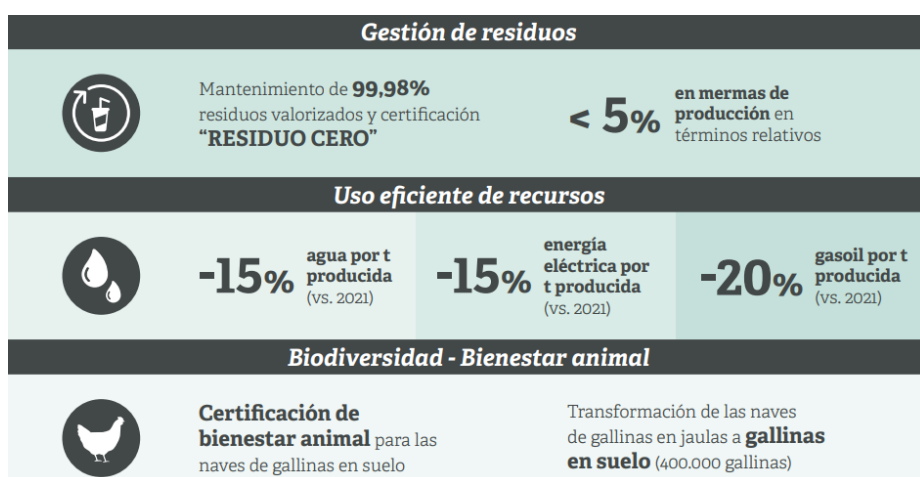 Gestión de residuos
Mantenimiento de 99,98%
residuos valorizados y certificación
“RESIDUO CERO”
< 5%
en mermas de
producción en
términos relativos
Uso eficiente de recursos
-15%
agua por t
producida
(vs. 2021)
-15%
energía
eléctrica por
t producida
(vs. 2021)
-20%
gasoil por t
producida
(vs. 2021)
Biodiversidad - Bienestar animal
Certificación de
bienestar animal para las
naves de gallinas en suelo
Transformación de las naves
de gallinas en jaulas a gallinas
en suelo (400.000 gallinas)